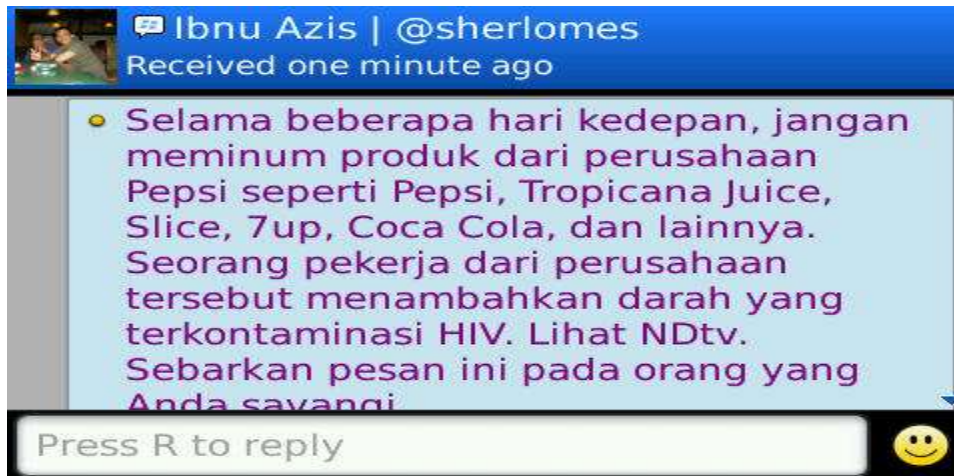 Ibnu Azis | @sherlomes
Received one minute ago
Selama beberapa hari kedepan, jangan
meminum produk dari perusahaan
Pepsi seperti Pepsi, Tropicana Juice,
Slice, 7up, Coca Cola, dan lainnya.
Seorang pekerja dari perusahaan
tersebut menambahkan darah yang
terkontaminasi HIV. Lihat NDtv.
Sebarkan pesan ini pada orang yang
Anda sayangi
Press R to reply